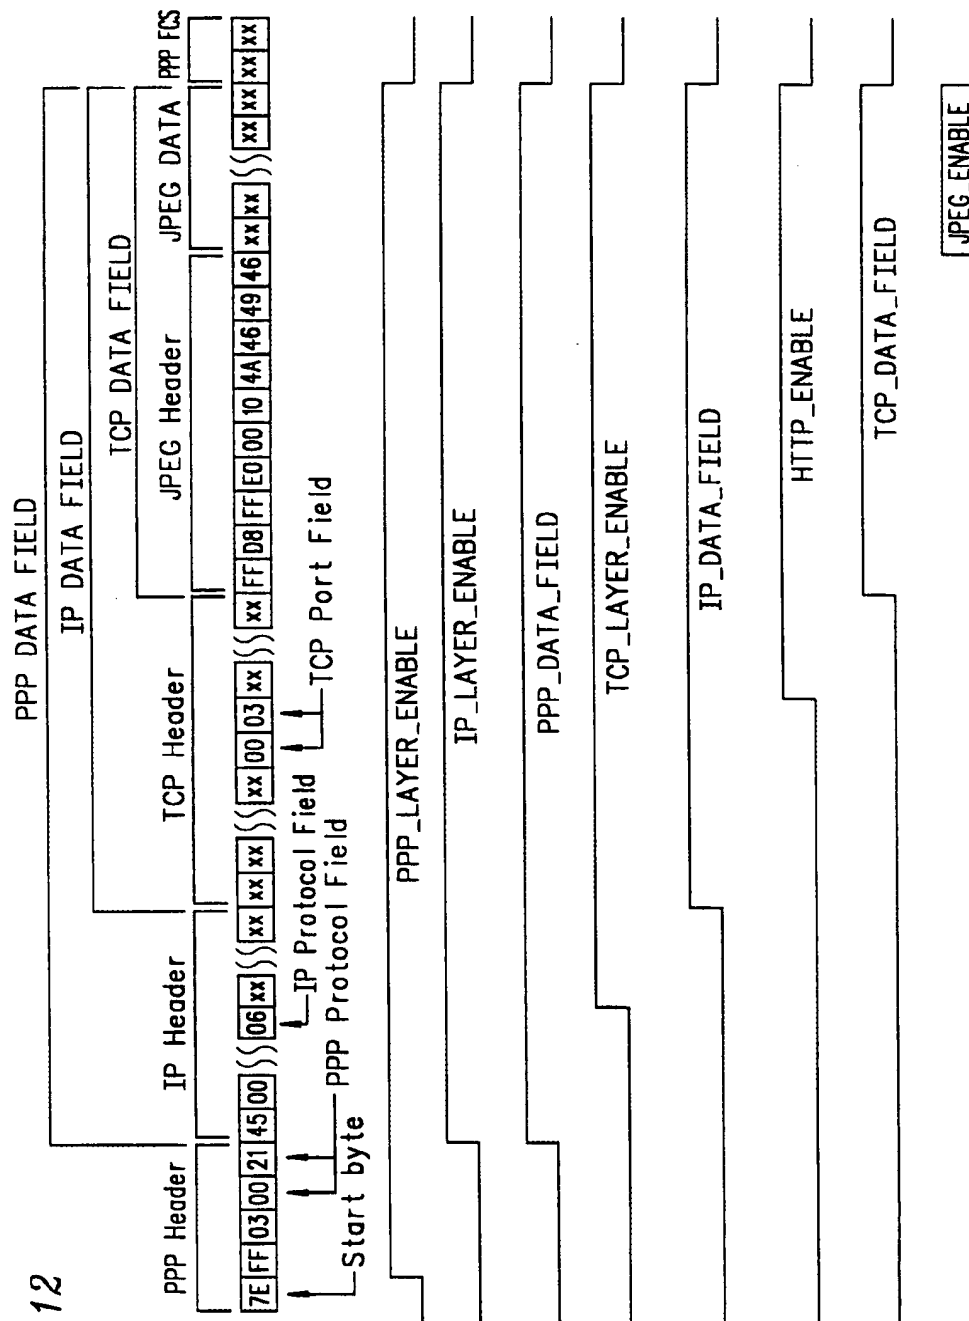 12
PPP DATA FIELD
IP DATA FIELD
TCP DATA FIELD
PPP Header
IP Header
TCP Header
JPEG Header
JPEG DATA
PPP FCS
7E FF 03 00 21 45 00 06 xx xx xx xx xx 00 03 xx xx FF D8 FF E0 00 10 4A 46 49 46 xx xx xx xx xx xx
Start byte
PPP Protocol Field
IP Protocol Field
TCP Port Field
PPP_LAYER_ENABLE
IP_LAYER_ENABLE
PPP_DATA_FIELD
TCP_LAYER_ENABLE
IP_DATA_FIELD
HTTP_ENABLE
TCP_DATA_FIELD
JPEG_ENABLE